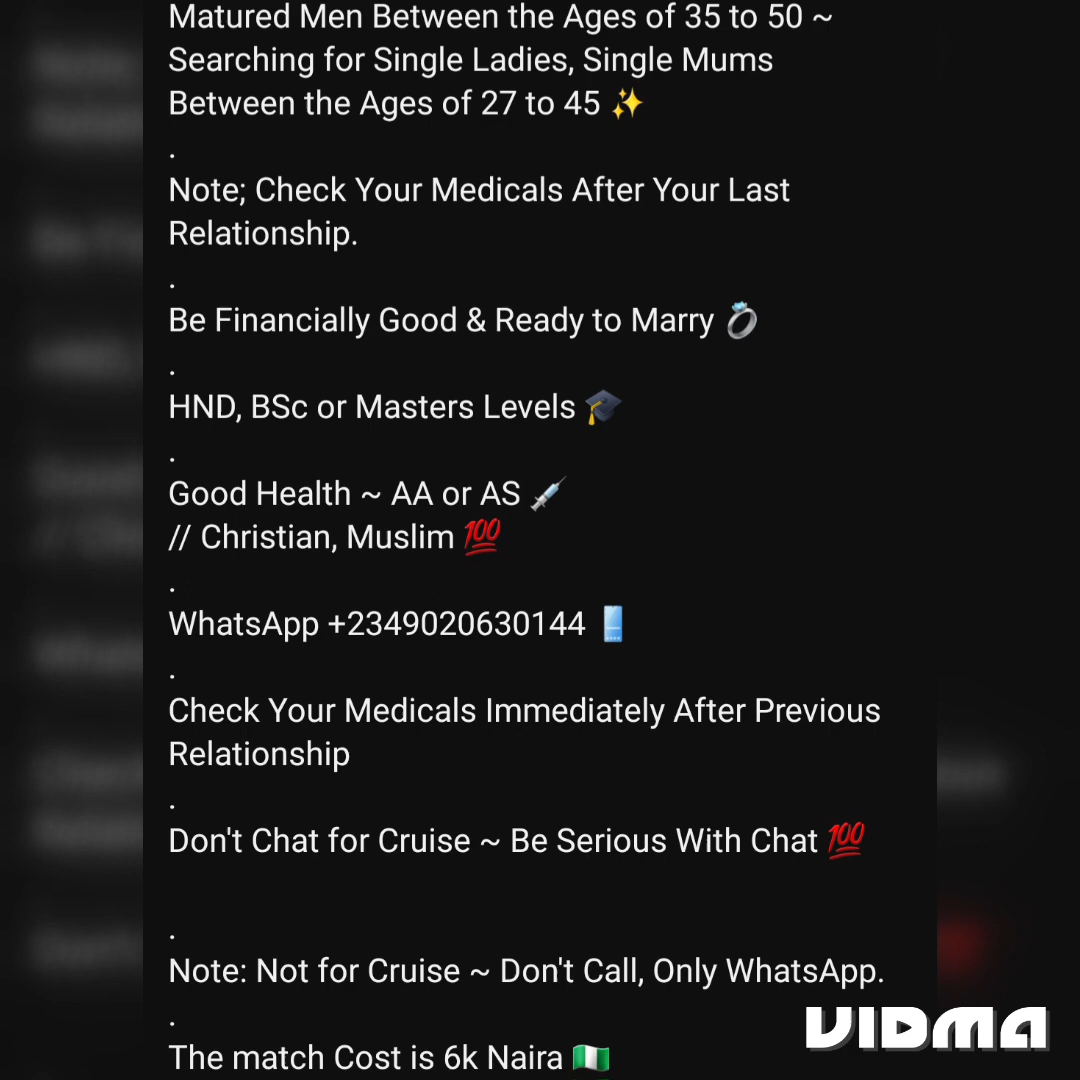 Matured Men Between the Ages of 35 to 50 ~
Searching for Single Ladies, Single Mums
Between the Ages of 27 to 45 ✨
.
Note; Check Your Medicals After Your Last
Relationship.
.
Be Financially Good & Ready to Marry 💍
.
HND, BSc or Masters Levels 🎓
.
Good Health ~ AA or AS 💉
// Christian, Muslim 💯
.
WhatsApp +2349020630144 📱
.
Check Your Medicals Immediately After Previous
Relationship
.
Don't Chat for Cruise ~ Be Serious With Chat 💯
.
Note: Not for Cruise ~ Don't Call, Only WhatsApp.
.
The match Cost is 6k Naira 🇳🇬
VIDMA